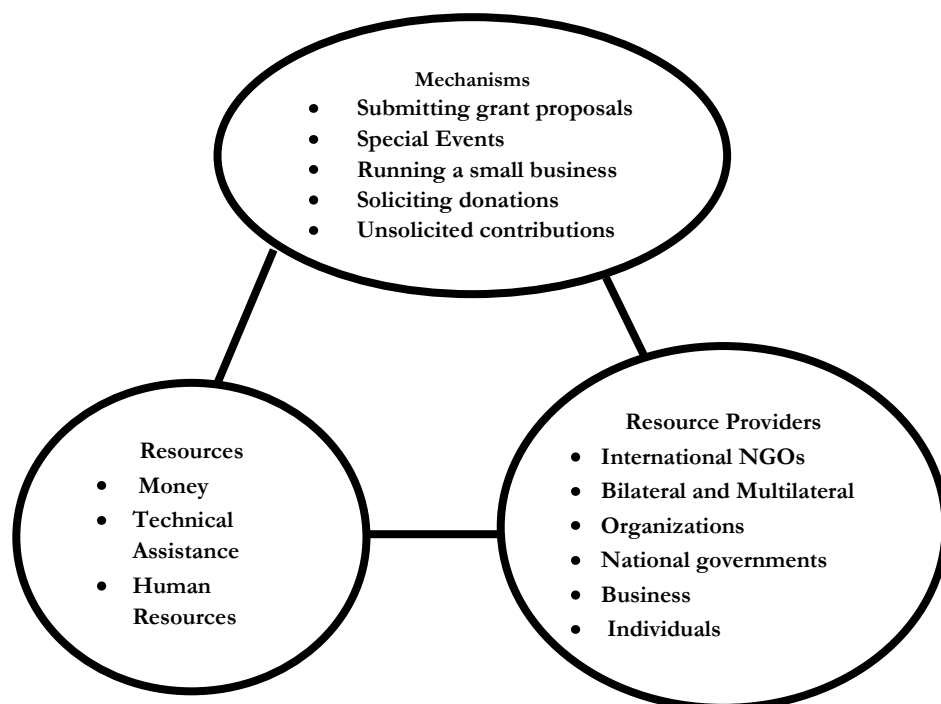 Mechanisms
• Submitting grant proposals
• Special Events
• Running a small business
• Soliciting donations
• Unsolicited contributions
Resources
• Money
• Technical
Assistance
• Human
Resources
Resource Providers
• International NGOs
• Bilateral and Multilateral
• Organizations
• National governments
• Business
• Individuals